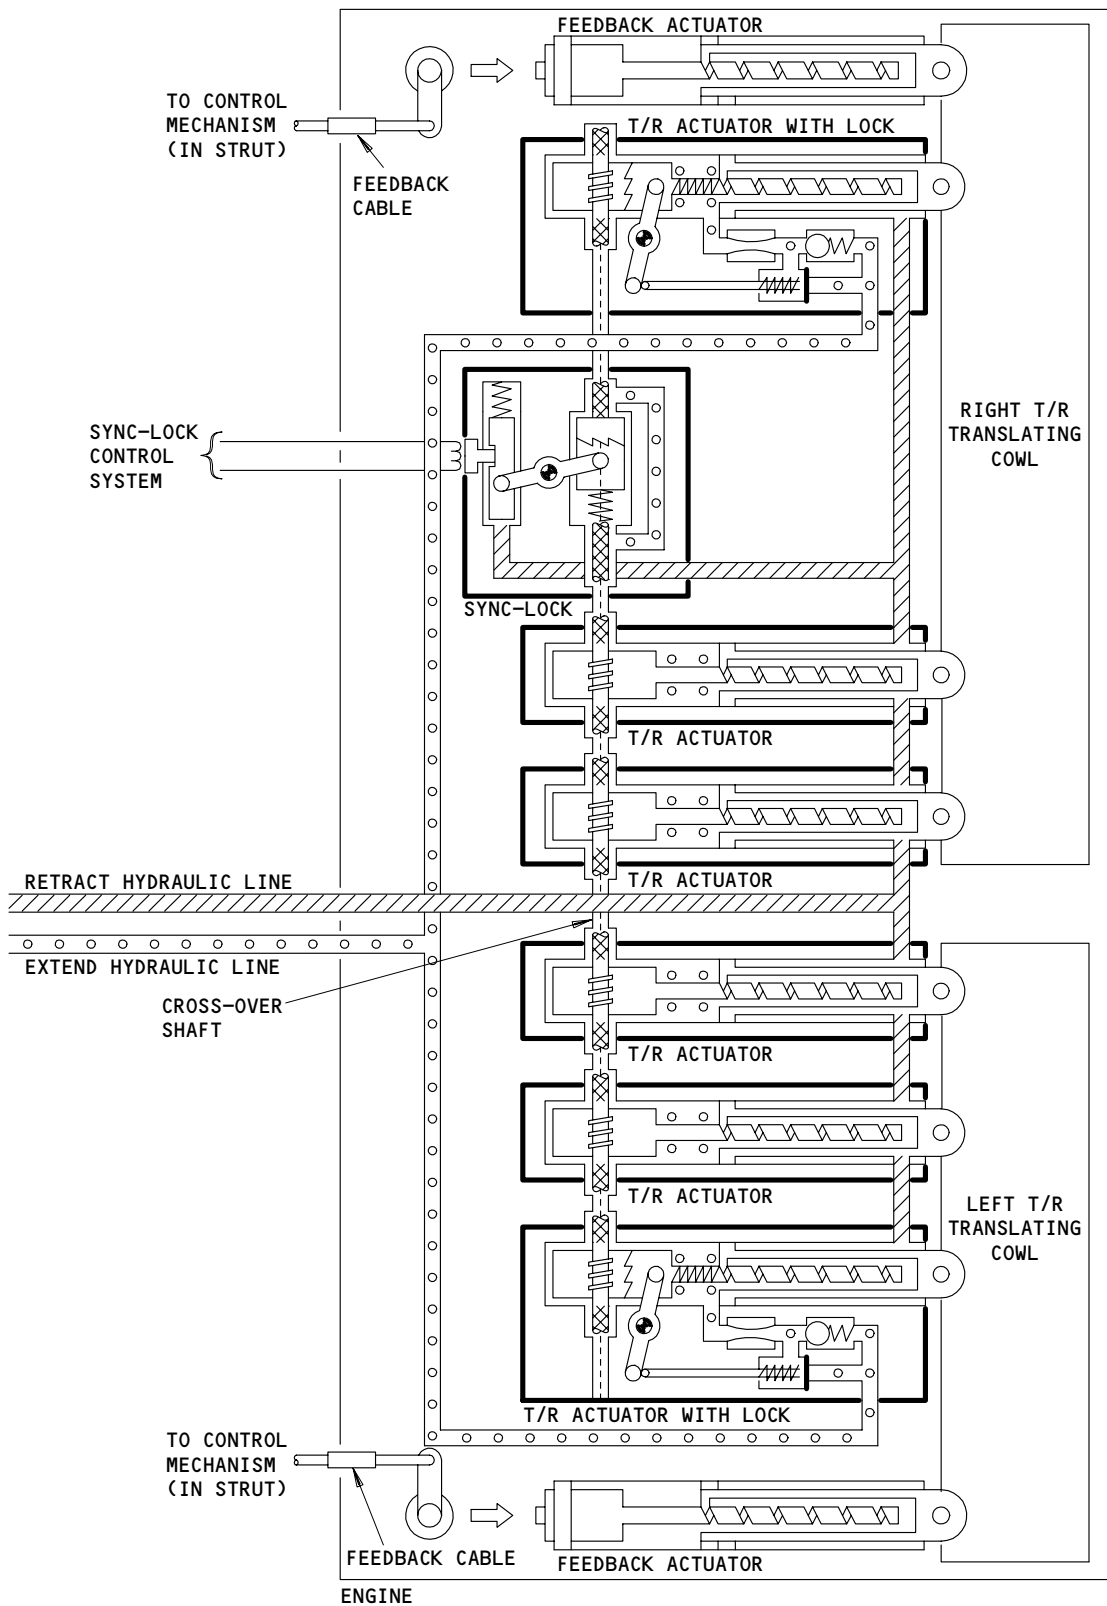 FEEDBACK ACTUATOR
TO CONTROL
MECHANISM
(IN STRUT)
T/R ACTUATOR WITH LOCK
FEEDBACK
CABLE
RIGHT T/R
TRANSLATING
COWL
SYNC-LOCK
CONTROL
SYSTEM
SYNC-LOCK
T/R ACTUATOR
T/R ACTUATOR
RETRACT HYDRAULIC LINE
EXTEND HYDRAULIC LINE
CROSS-OVER
SHAFT
T/R ACTUATOR
T/R ACTUATOR
LEFT T/R
TRANSLATING
COWL
T/R ACTUATOR WITH LOCK
TO CONTROL
MECHANISM
(IN STRUT)
FEEDBACK CABLE
FEEDBACK ACTUATOR
ENGINE